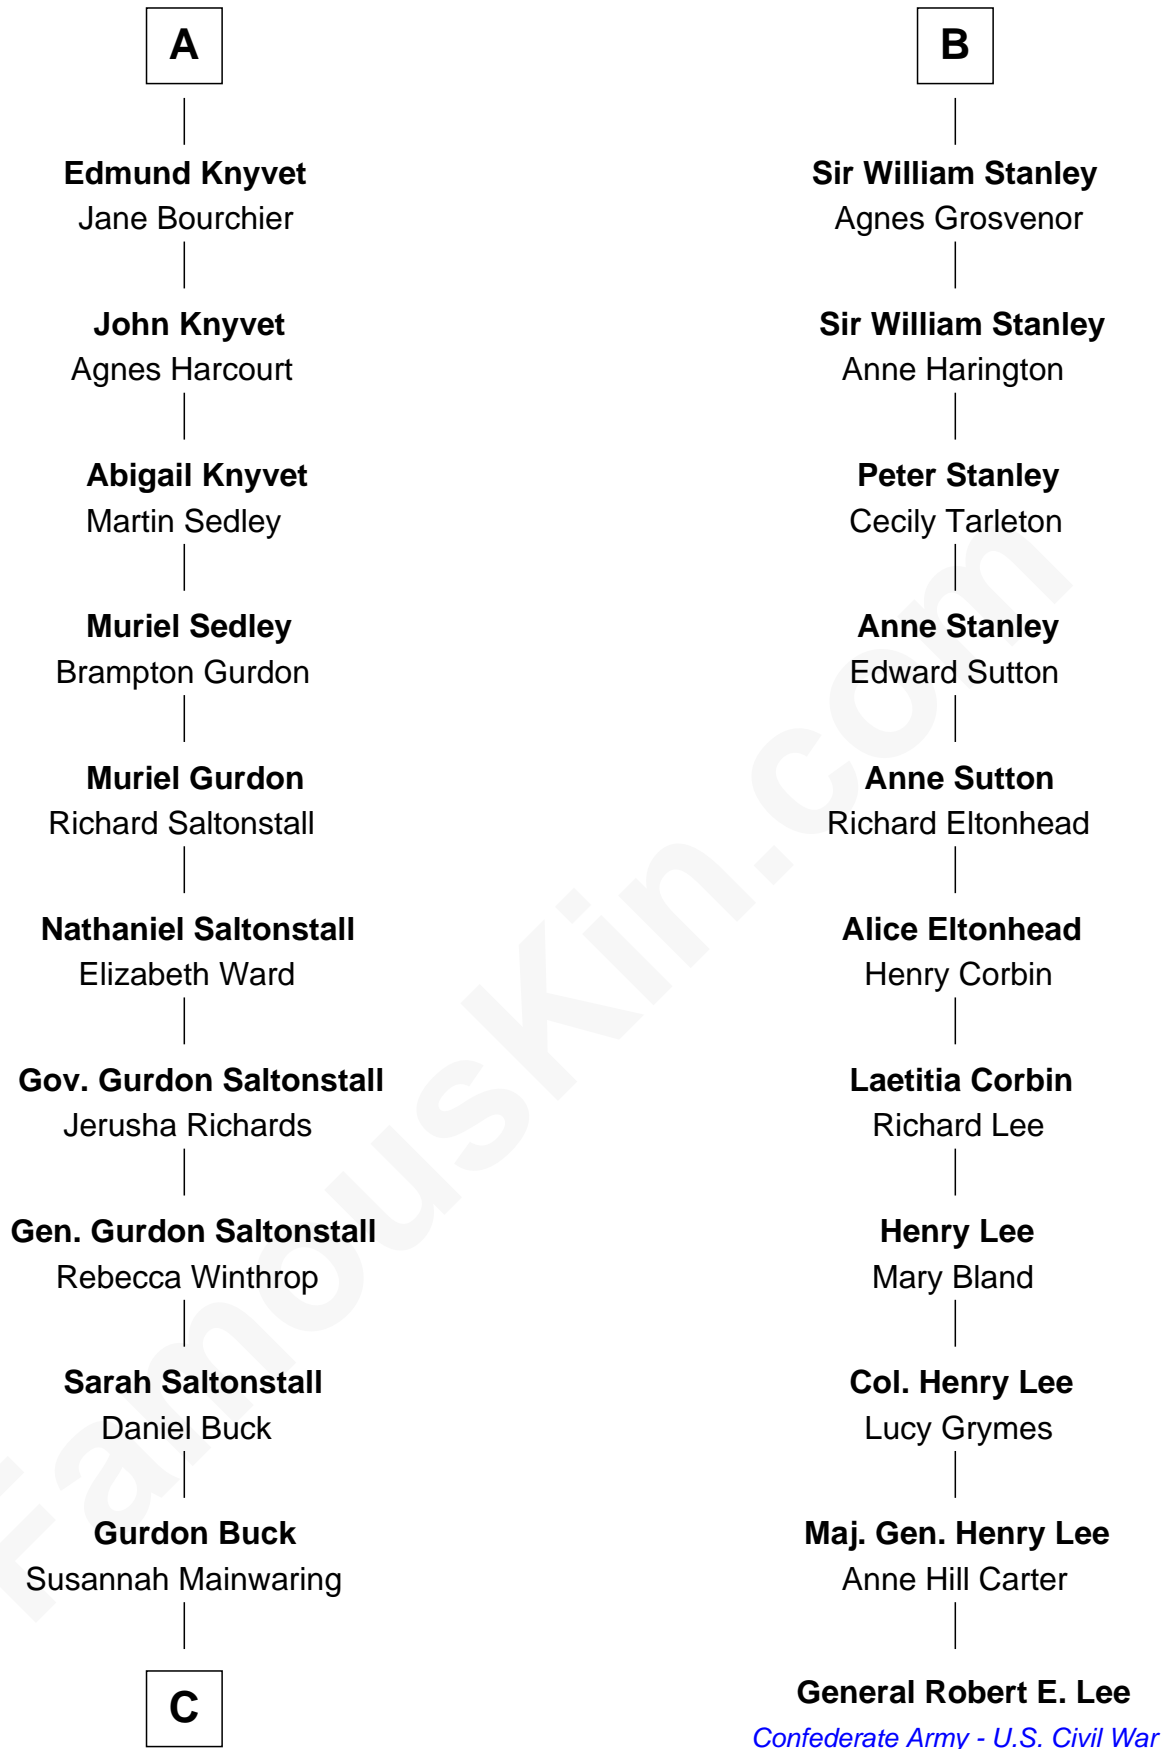 A
Edmund Knyvet
Jane Bourchier
John Knyvet
Agnes Harcourt
Abigail Knyvet
Martin Sedley
Muriel Sedley
Brampton Gurdon
Muriel Gurdon
Richard Saltonstall
Nathaniel Saltonstall
Elizabeth Ward
Gov. Gurdon Saltonstall
Jerusha Richards
Gen. Gurdon Saltonstall
Rebecca Winthrop
Sarah Saltonstall
Daniel Buck
Gurdon Buck
Susannah Mainwaring
C
B
Sir William Stanley
Agnes Grosvenor
Sir William Stanley
Anne Harington
Peter Stanley
Cecily Tarleton
Anne Stanley
Edward Sutton
Anne Sutton
Richard Eltonhead
Alice Eltonhead
Henry Corbin
Laetitia Corbin
Richard Lee
Henry Lee
Mary Bland
Col. Henry Lee
Lucy Grymes
Maj. Gen. Henry Lee
Anne Hill Carter
General Robert E. Lee
Confederate Army - U.S. Civil War
FamousKin.com